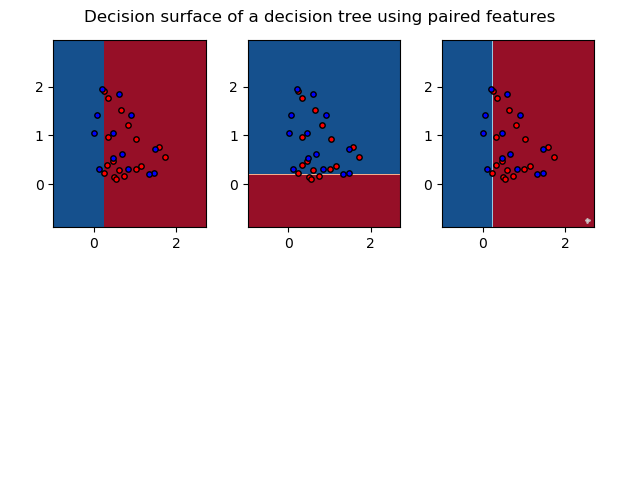 Decision surface of a decision tree using paired features
2 2 2
1 1 1
0 0 0
0 2 0 2 0 2